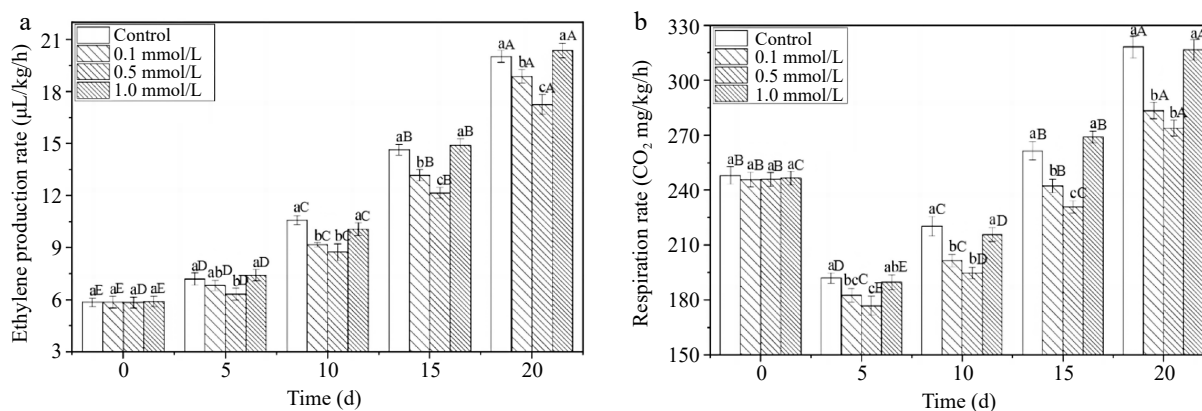 a
Control
0.1 mmol/L
0.5 mmol/L
1.0 mmol/L
Ethylene production rate (μL/kg/h)
21
18
15
12
9
6
3
aE aE aD aE
aD abD bD aD
aC bC bC aC
aB bB cB aB
aA bA cA aA
0 5 10 15 20
Time (d)
b
Control
0.1 mmol/L
0.5 mmol/L
1.0 mmol/L
Respiration rate (CO₂ mg/kg/h)
330
300
270
240
210
180
150
aB aB aB aC
aD bcC cE abE
aC bC bD aD
aB bB cC aB
aA bA bA aA
0 5 10 15 20
Time (d)